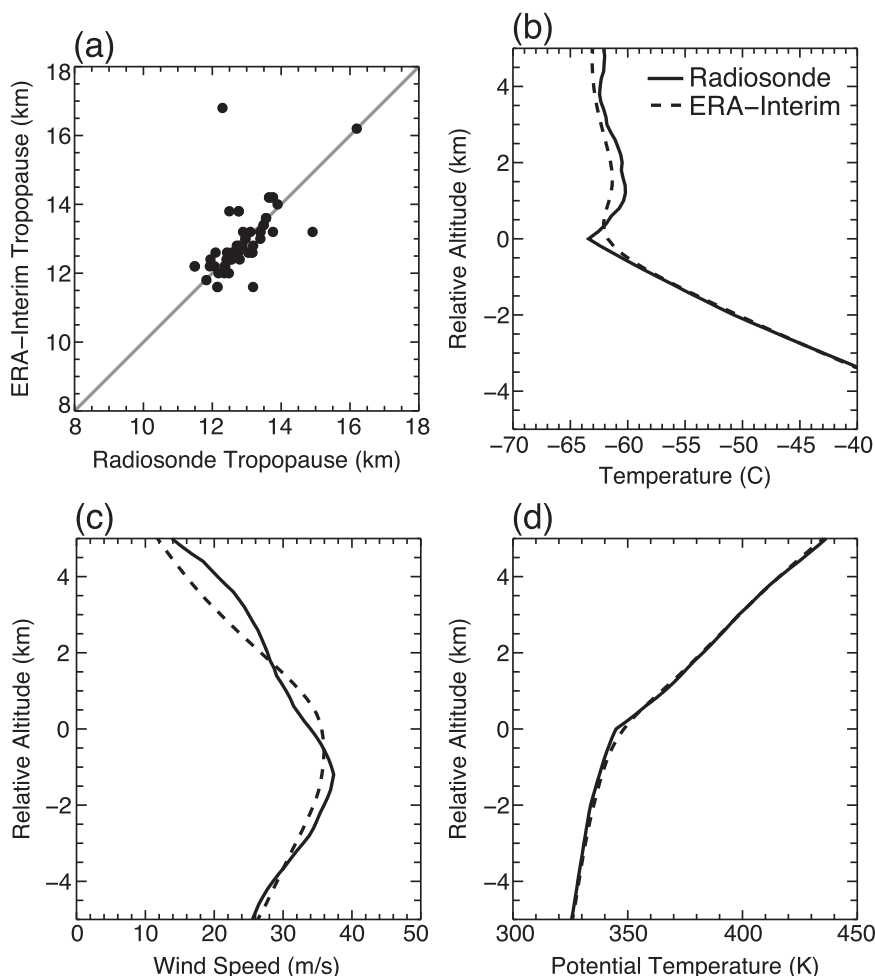 (a)
ERA−Interim Tropopause (km)
18
16
14
12
10
8
8 10 12 14 16 18
Radiosonde Tropopause (km)
(b)
Radiosonde
ERA−Interim
Relative Altitude (km)
4
2
0
−2
−4
−70 −65 −60 −55 −50 −45 −40
Temperature (C)
(c)
Relative Altitude (km)
4
2
0
−2
−4
0 10 20 30 40 50
Wind Speed (m/s)
(d)
Relative Altitude (km)
4
2
0
−2
−4
300 350 400 450
Potential Temperature (K)